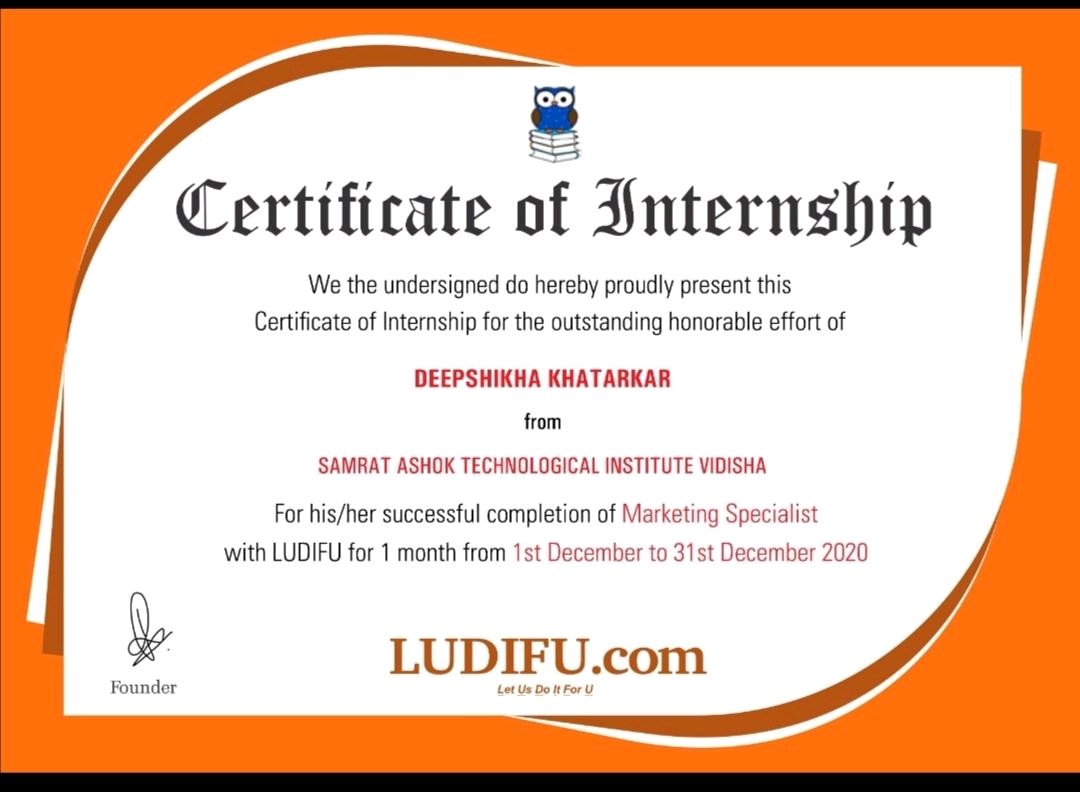 Certificate of Internship
We the undersigned do hereby proudly present this
Certificate of Internship for the outstanding honorable effort of
DEEPSHIKHA KHATARKAR
from
SAMRAT ASHOK TECHNOLOGICAL INSTITUTE VIDISHA
For his/her successful completion of Marketing Specialist
with LUDIFU for 1 month from 1st December to 31st December 2020
Founder
LUDIFU.com
Let Us Do It For U